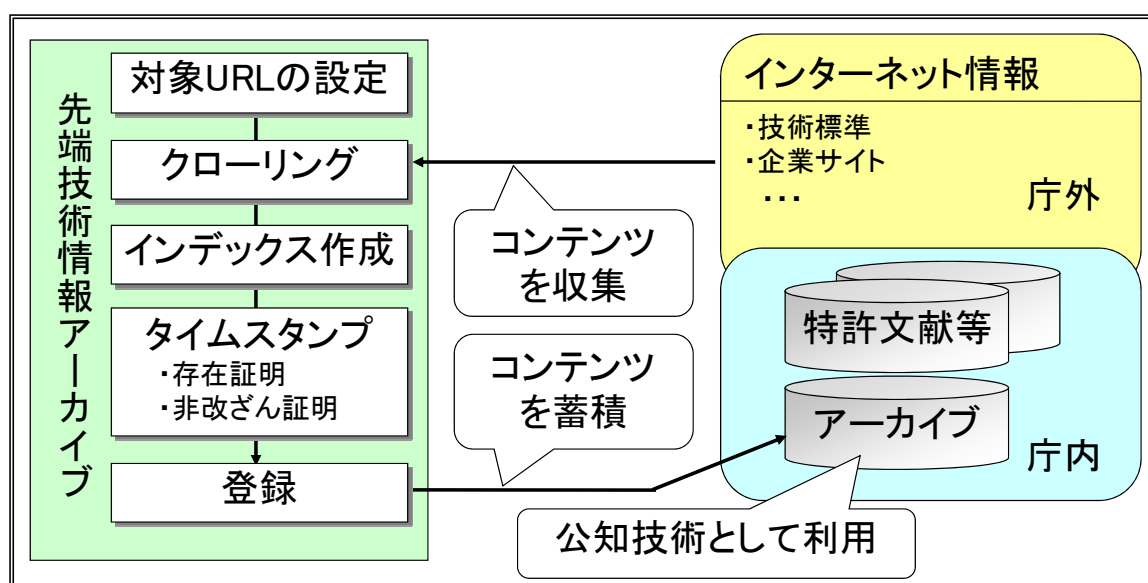 先端技術情報アーカイブ
対象URLの設定
クローリング
インデックス作成
タイムスタンプ
・存在証明
・非改ざん証明
登録
コンテンツ
を収集
コンテンツ
を蓄積
インターネット情報
・技術標準
・企業サイト
・・・
庁外
特許文献等
アーカイブ
庁内
公知技術として利用